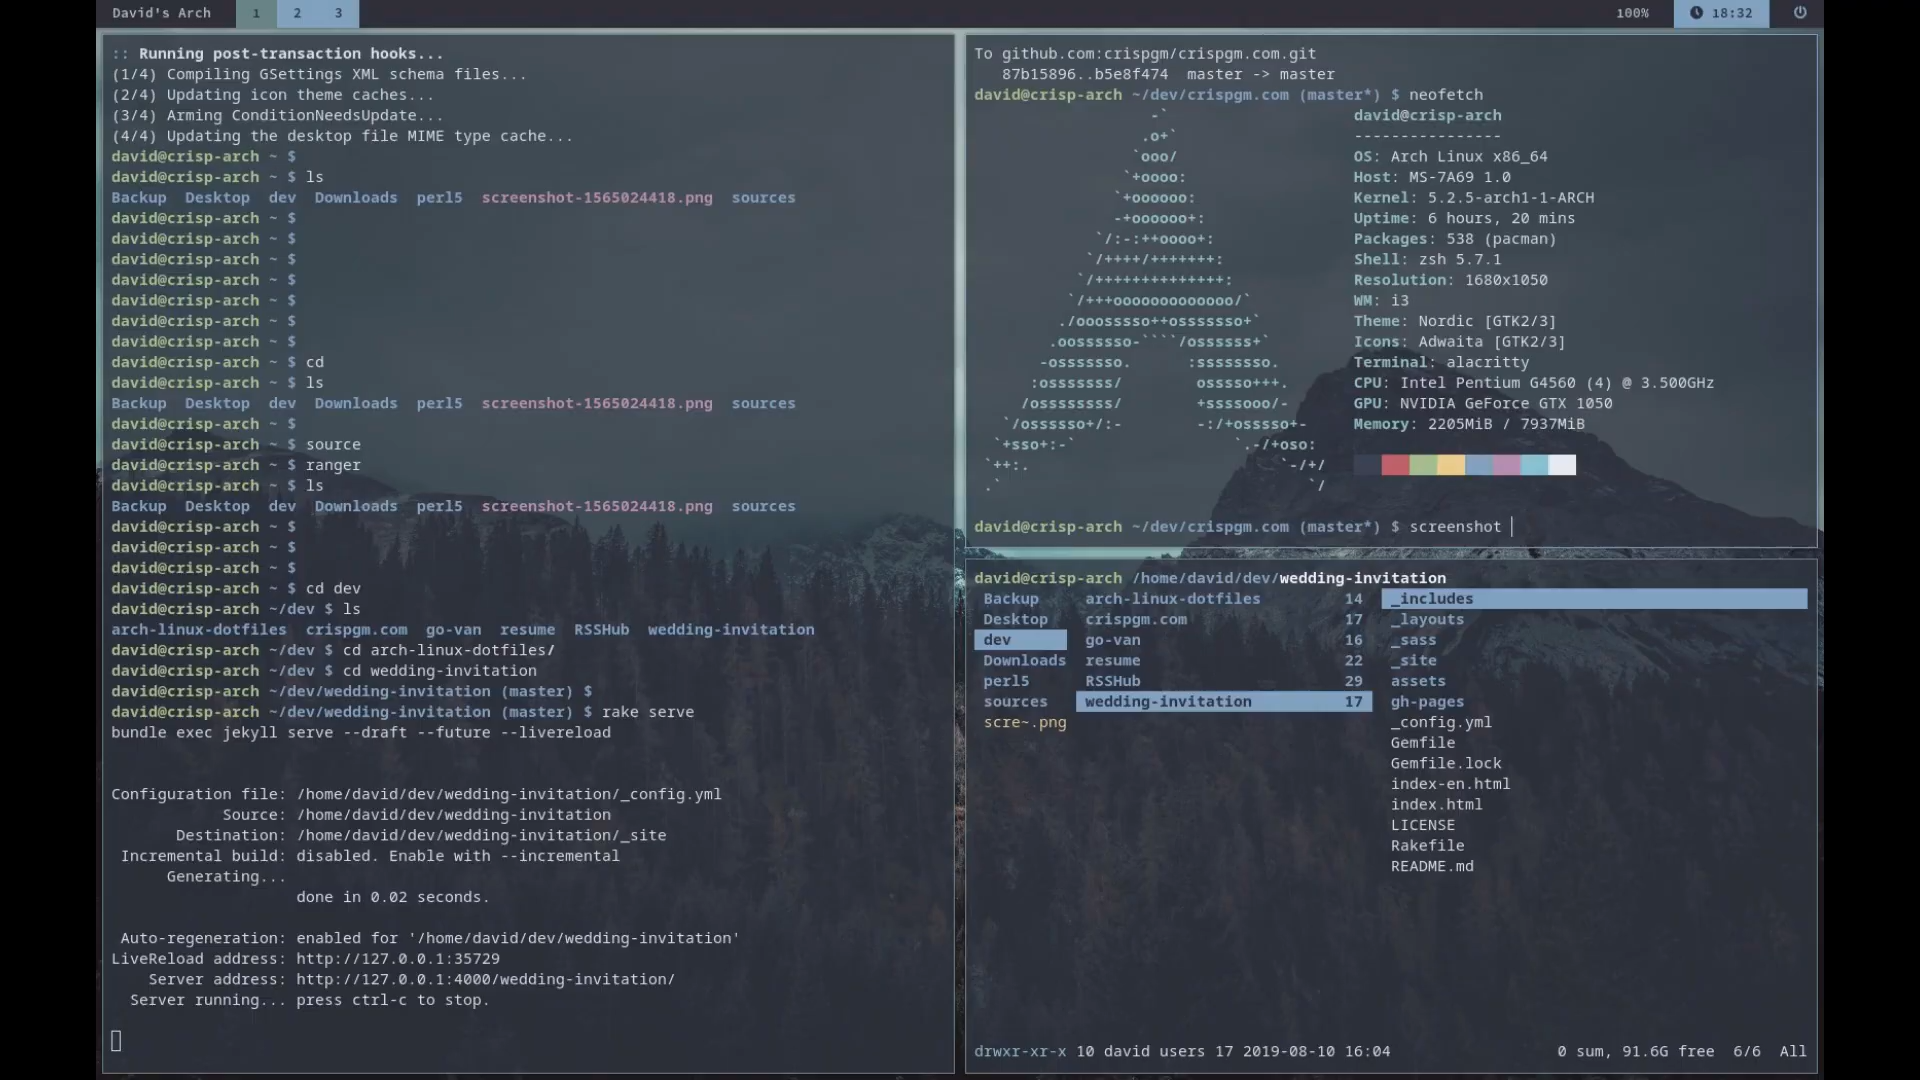 David's Arch 1 2 3 100% 18:32
:: Running post-transaction hooks...
(1/4) Compiling GSettings XML schema files...
(2/4) Updating icon theme caches...
(3/4) Arming ConditionNeedsUpdate...
(4/4) Updating the desktop file MIME type cache...
david@crisp-arch ~ $
david@crisp-arch ~ $ ls
Backup Desktop dev Downloads perl5 screenshot-1565024418.png sources
david@crisp-arch ~ $
david@crisp-arch ~ $
david@crisp-arch ~ $
david@crisp-arch ~ $
david@crisp-arch ~ $
david@crisp-arch ~ $
david@crisp-arch ~ $
david@crisp-arch ~ $ cd
david@crisp-arch ~ $ ls
Backup Desktop dev Downloads perl5 screenshot-1565024418.png sources
david@crisp-arch ~ $
david@crisp-arch ~ $ source
david@crisp-arch ~ $ ranger
david@crisp-arch ~ $ ls
Backup Desktop dev Downloads perl5 screenshot-1565024418.png sources
david@crisp-arch ~ $
david@crisp-arch ~ $
david@crisp-arch ~ $
david@crisp-arch ~ $ cd dev
david@crisp-arch ~/dev $ ls
arch-linux-dotfiles crispgm.com go-van resume RSSHub wedding-invitation
david@crisp-arch ~/dev $ cd arch-linux-dotfiles/
david@crisp-arch ~/dev $ cd wedding-invitation
david@crisp-arch ~/dev/wedding-invitation (master) $
david@crisp-arch ~/dev/wedding-invitation (master) $ rake serve
bundle exec jekyll serve --draft --future --livereload
Configuration file: /home/david/dev/wedding-invitation/_config.yml
Source: /home/david/dev/wedding-invitation
Destination: /home/david/dev/wedding-invitation/_site
Incremental build: disabled. Enable with --incremental
Generating...
done in 0.02 seconds.
Auto-regeneration: enabled for '/home/david/dev/wedding-invitation'
LiveReload address: http://127.0.0.1:35729
Server address: http://127.0.0.1:4000/wedding-invitation/
Server running... press ctrl-c to stop.
To github.com:crispgm/crispgm.com.git
87b15896..b5e8f474 master -> master
david@crisp-arch ~/dev/crispgm.com (master*) $ neofetch
-` david@crisp-arch
.o+` ----------------
`ooo/ OS: Arch Linux x86_64
`+oooo: Host: MS-7A69 1.0
`+oooooo: Kernel: 5.2.5-arch1-1-ARCH
-+oooooo+: Uptime: 6 hours, 20 mins
`/:-:++oooo+: Packages: 538 (pacman)
`/++++/+++++++: Shell: zsh 5.7.1
`/++++++++++++++: Resolution: 1680x1050
`/+++ooooooooooooo/` WM: i3
./ooosssso++osssssso+` Theme: Nordic [GTK2/3]
.oossssso-````/ossssss+` Icons: Adwaita [GTK2/3]
-osssssso. :ssssssso. Terminal: alacritty
:osssssss/ osssso+++. CPU: Intel Pentium G4560 (4) @ 3.500GHz
/ossssssss/ +ssssooo/- GPU: NVIDIA GeForce GTX 1050
`/ossssso+/:- -:/+osssso+- Memory: 2205MiB / 7937MiB
`+sso+:-` `.-/+oso:
`++:. `-/+/
.` `/
david@crisp-arch ~/dev/crispgm.com (master*) $ screenshot
david@crisp-arch /home/david/dev/wedding-invitation
Backup arch-linux-dotfiles 14 _includes
Desktop crispgm.com 17 _layouts
dev go-van 16 _sass
Downloads resume 22 _site
perl5 RSSHub 29 assets
sources wedding-invitation 17 gh-pages
scre~.png _config.yml
Gemfile
Gemfile.lock
index-en.html
index.html
LICENSE
Rakefile
README.md
drwxr-xr-x 10 david users 17 2019-08-10 16:04 0 sum, 91.6G free 6/6 All